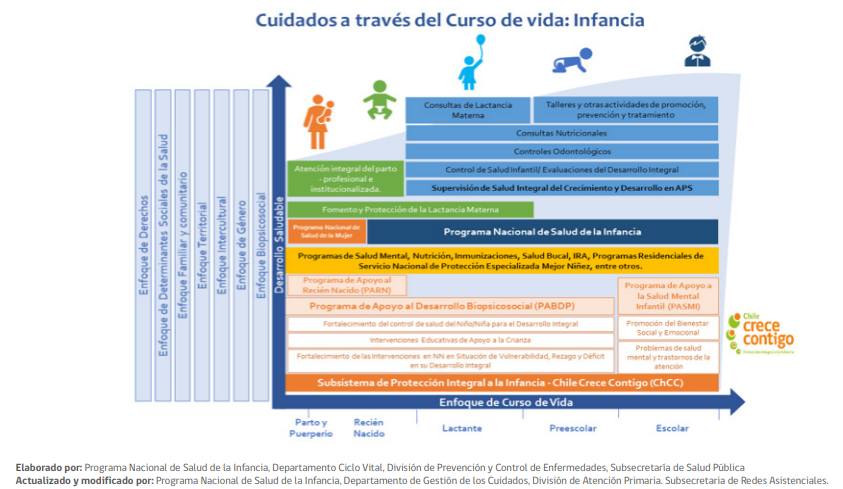 Cuidados a través del Curso de vida: Infancia
Enfoque de Derechos
Enfoque de Determinantes Sociales de la Salud
Enfoque Familiar y comunitario
Enfoque Territorial
Enfoque Intercultural
Enfoque de Género
Enfoque Biopsicosocial
Desarrollo Saludable
Consultas de Lactancia
Materna
Talleres y otras actividades de promoción,
prevención y tratamiento
Consultas Nutricionales
Controles Odontológicos
Atención integral del parto
- profesional e
institucionalizada.
Control de Salud Infantil/ Evaluaciones del Desarrollo Integral
Supervisión de Salud Integral del Crecimiento y Desarrollo en APS
Fomento y Protección de la Lactancia Materna
Programa Nacional de
Salud de la Mujer
Programa Nacional de Salud de la Infancia
Programas de Salud Mental, Nutrición, Inmunizaciones, Salud Bucal, IRA, Programas Residenciales de
Servicio Nacional de Protección Especializada Mejor Niñez, entre otros.
Programa de Apoyo al
Recién Nacido (PARN)
Programa de Apoyo a
la Salud Mental
Infantil (PASMI)
Programa de Apoyo al Desarrollo Biopsicosocial (PABDP)
Fortalecimiento del control de salud del Niño/Niña para el Desarrollo Integral
Intervenciones Educativas de Apoyo a la Crianza
Fortalecimiento de las Intervenciones en NN en Situación de Vulnerabilidad, Rezago y Déficit
en su Desarrollo Integral
Promoción del Bienestar
Social y Emocional
Problemas de salud
mental y trastornos de la
atención
Chile
crece
contigo
Subsistema de Protección Integral a la Infancia - Chile Crece Contigo (ChCC)
Enfoque de Curso de Vida
Parto y
Puerperio
Recién
Nacido
Lactante
Preescolar
Escolar
Elaborado por: Programa Nacional de Salud de la Infancia, Departamento Ciclo Vital, División de Prevención y Control de Enfermedades, Subsecretaría de Salud Pública
Actualizado y modificado por: Programa Nacional de Salud de la Infancia, Departamento de Gestión de los Cuidados, División de Atención Primaria. Subsecretaria de Redes Asistenciales.